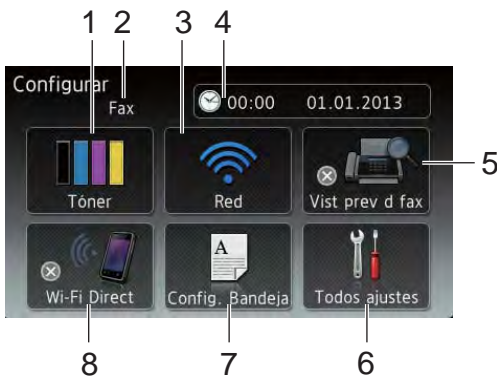 1 2 3 4
Configurar
Fax
00:00 01.01.2013
5
Tóner Red Vist prev d fax
A
Wi-Fi Direct Config. Bandeja Todos ajustes
8 7 6